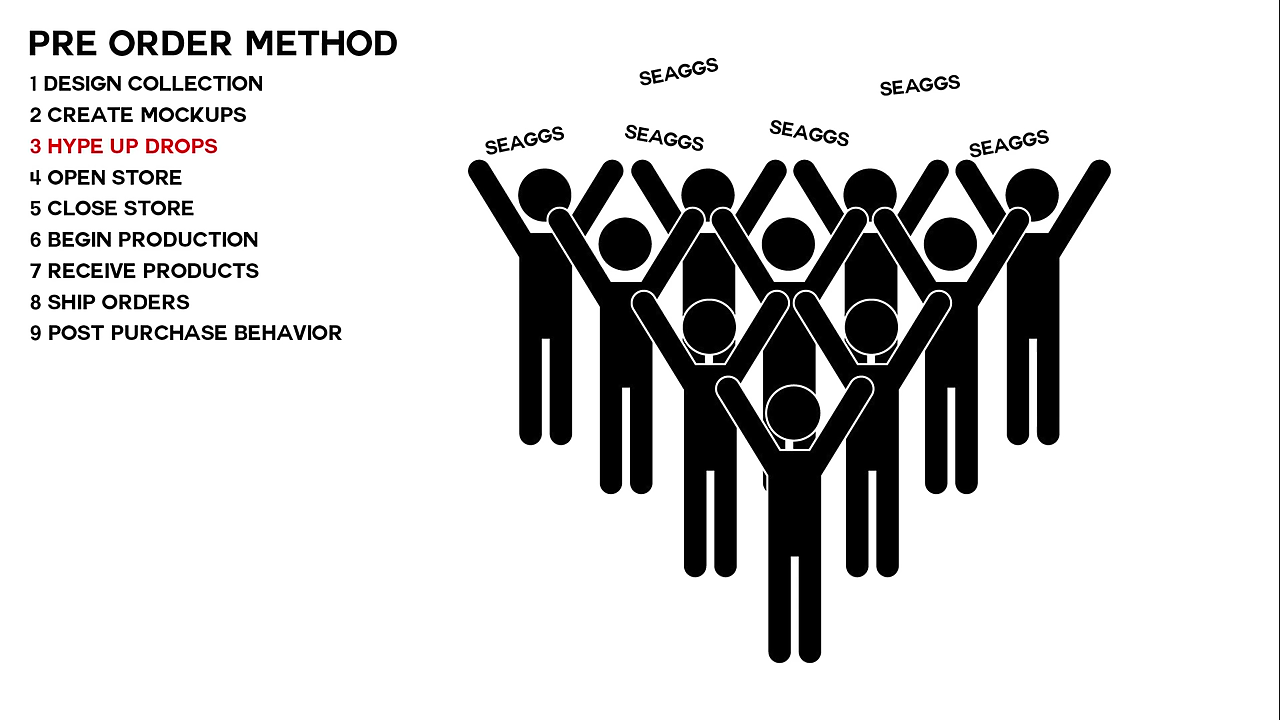 PRE ORDER METHOD
1 DESIGN COLLECTION
2 CREATE MOCKUPS
3 HYPE UP DROPS
4 OPEN STORE
5 CLOSE STORE
6 BEGIN PRODUCTION
7 RECEIVE PRODUCTS
8 SHIP ORDERS
9 POST PURCHASE BEHAVIOR
SEAGGS
SEAGGS
SEAGGS
SEAGGS
SEAGGS
SEAGGS